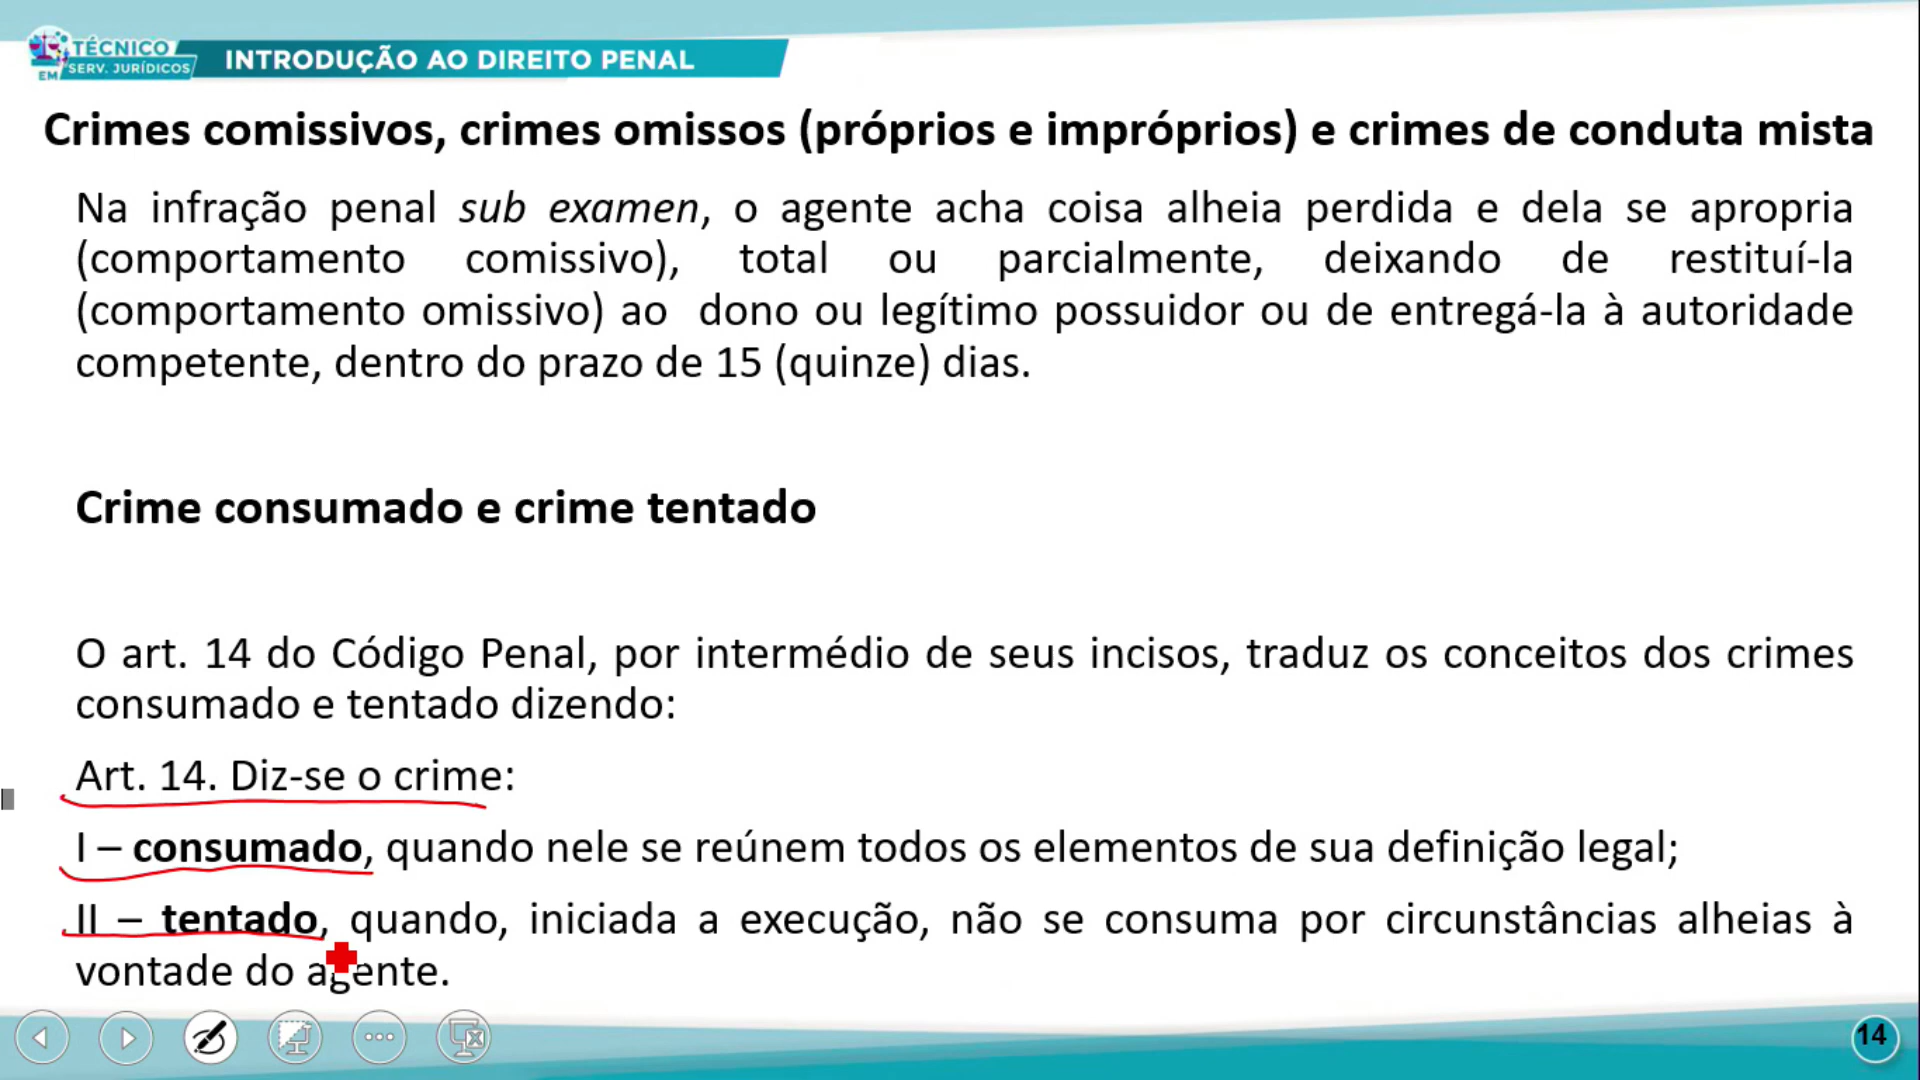 TÉCNICO
EM SERV. JURÍDICOS
INTRODUÇÃO AO DIREITO PENAL
Crimes comissivos, crimes omissos (próprios e impróprios) e crimes de conduta mista
Na infração penal sub examen, o agente acha coisa alheia perdida e dela se apropria
(comportamento comissivo), total ou parcialmente, deixando de restituí-la
(comportamento omissivo) ao dono ou legítimo possuidor ou de entregá-la à autoridade
competente, dentro do prazo de 15 (quinze) dias.
Crime consumado e crime tentado
O art. 14 do Código Penal, por intermédio de seus incisos, traduz os conceitos dos crimes
consumado e tentado dizendo:
Art. 14. Diz-se o crime:
I – consumado, quando nele se reúnem todos os elementos de sua definição legal;
II – tentado, quando, iniciada a execução, não se consuma por circunstâncias alheias à
vontade do agente.
14